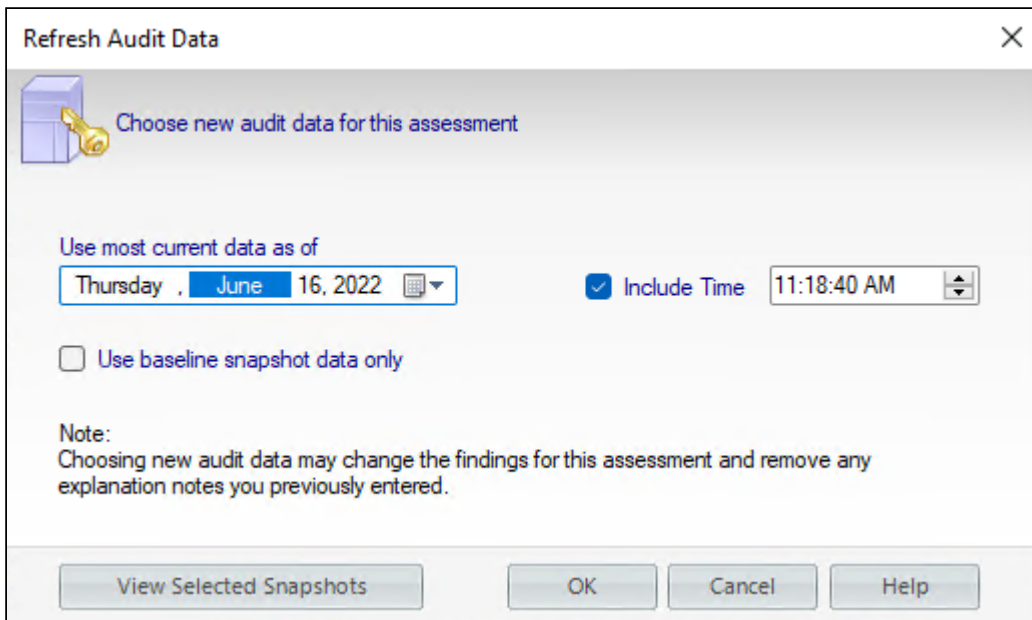 Refresh Audit Data
Choose new audit data for this assessment
Use most current data as of
Thursday , June 16, 2022
Include Time 11:18:40 AM
Use baseline snapshot data only
Note:
Choosing new audit data may change the findings for this assessment and remove any
explanation notes you previously entered.
View Selected Snapshots OK Cancel Help